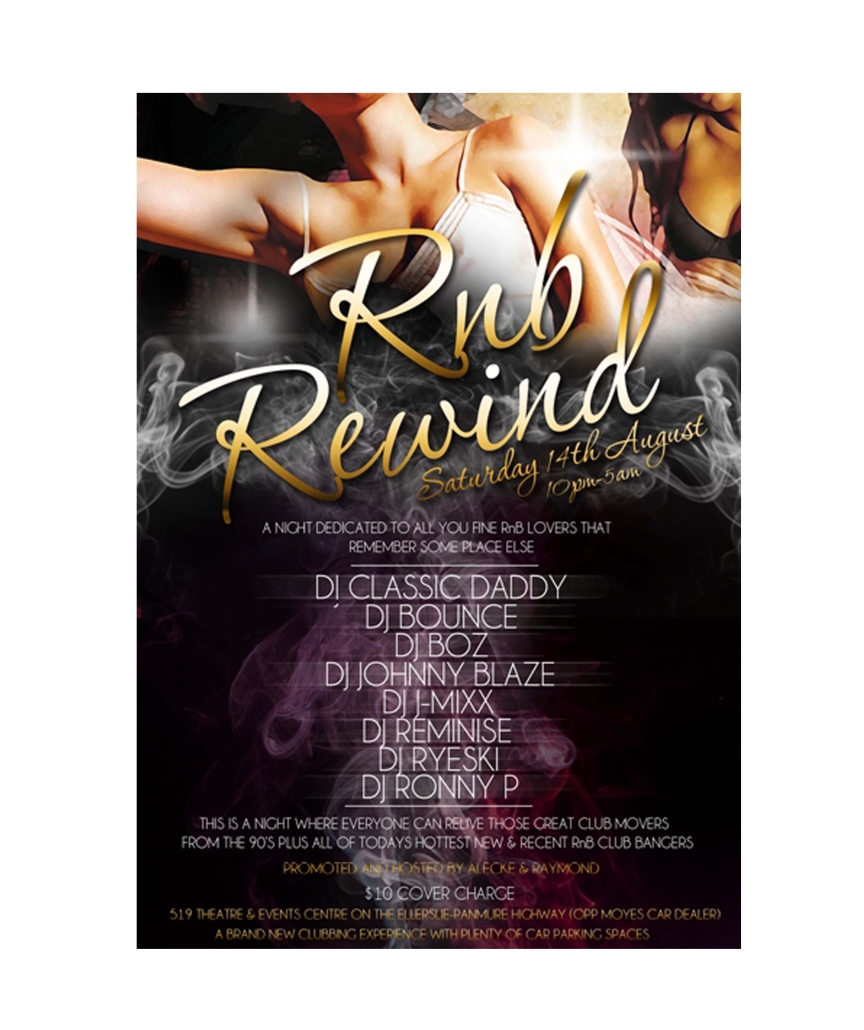 Rnb
Rewind
Saturday 14th August
10pm-5am
A NIGHT DEDICATED TO ALL YOU FINE RnB LOVERS THAT
REMEMBER SOME PLACE ELSE
DJ CLASSIC DADDY
DJ BOUNCE
DJ BOZ
DJ JOHNNY BLAZE
DJ J-MIXX
DJ REMINISE
DJ RYESKI
DJ RONNY P
THIS IS A NIGHT WHERE EVERYONE CAN RELIVE THOSE GREAT CLUB MOVERS
FROM THE 90'S PLUS ALL OF TODAYS HOTTEST NEW & RECENT RnB CLUB BANGERS
PROMOTED AND HOSTED BY ALECKE & RAYMOND
$10 COVER CHARGE
519 THEATRE & EVENTS CENTRE ON THE ELLERSLIE-PANMURE HIGHWAY (OPP MOYES CAR DEALER)
A BRAND NEW CLUBBING EXPERIENCE WITH PLENTY OF CAR PARKING SPACES